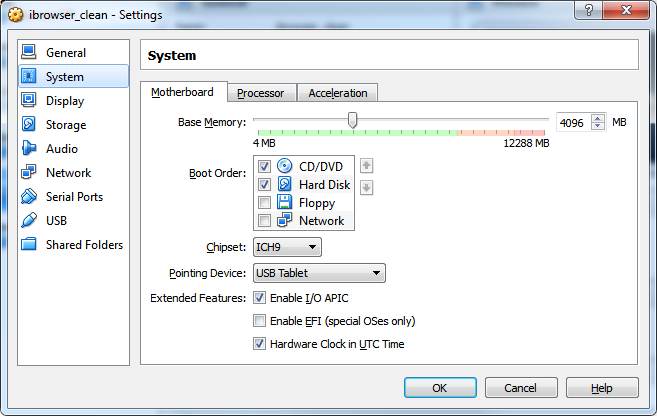 ibrowser_clean - Settings
General
System
Display
Storage
Audio
Network
Serial Ports
USB
Shared Folders
System
Motherboard Processor Acceleration
Base Memory: 4096 MB
4 MB 12288 MB
Boot Order: CD/DVD
Hard Disk
Floppy
Network
Chipset: ICH9
Pointing Device: USB Tablet
Extended Features: Enable I/O APIC
Enable EFI (special OSes only)
Hardware Clock in UTC Time
OK Cancel Help